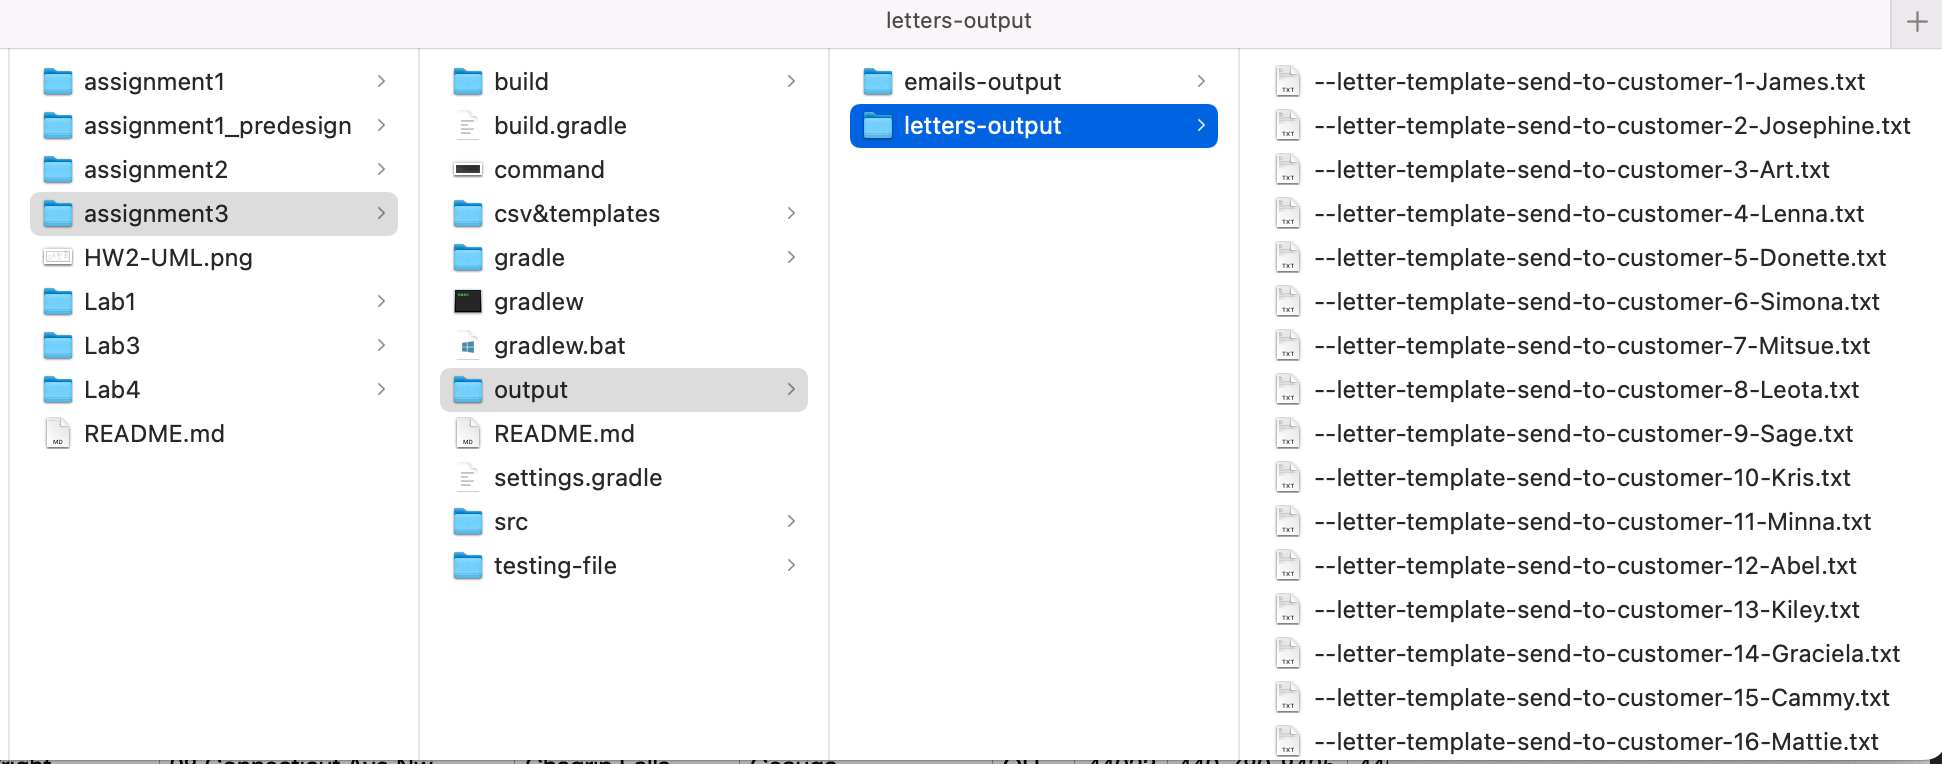 letters-output
assignment1
assignment1_predesign
assignment2
assignment3
HW2-UML.png
Lab1
Lab3
Lab4
README.md
build
build.gradle
command
csv&templates
gradle
gradlew
gradlew.bat
output
README.md
settings.gradle
src
testing-file
emails-output
letters-output
--letter-template-send-to-customer-1-James.txt
--letter-template-send-to-customer-2-Josephine.txt
--letter-template-send-to-customer-3-Art.txt
--letter-template-send-to-customer-4-Lenna.txt
--letter-template-send-to-customer-5-Donette.txt
--letter-template-send-to-customer-6-Simona.txt
--letter-template-send-to-customer-7-Mitsue.txt
--letter-template-send-to-customer-8-Leota.txt
--letter-template-send-to-customer-9-Sage.txt
--letter-template-send-to-customer-10-Kris.txt
--letter-template-send-to-customer-11-Minna.txt
--letter-template-send-to-customer-12-Abel.txt
--letter-template-send-to-customer-13-Kiley.txt
--letter-template-send-to-customer-14-Graciela.txt
--letter-template-send-to-customer-15-Cammy.txt
--letter-template-send-to-customer-16-Mattie.txt